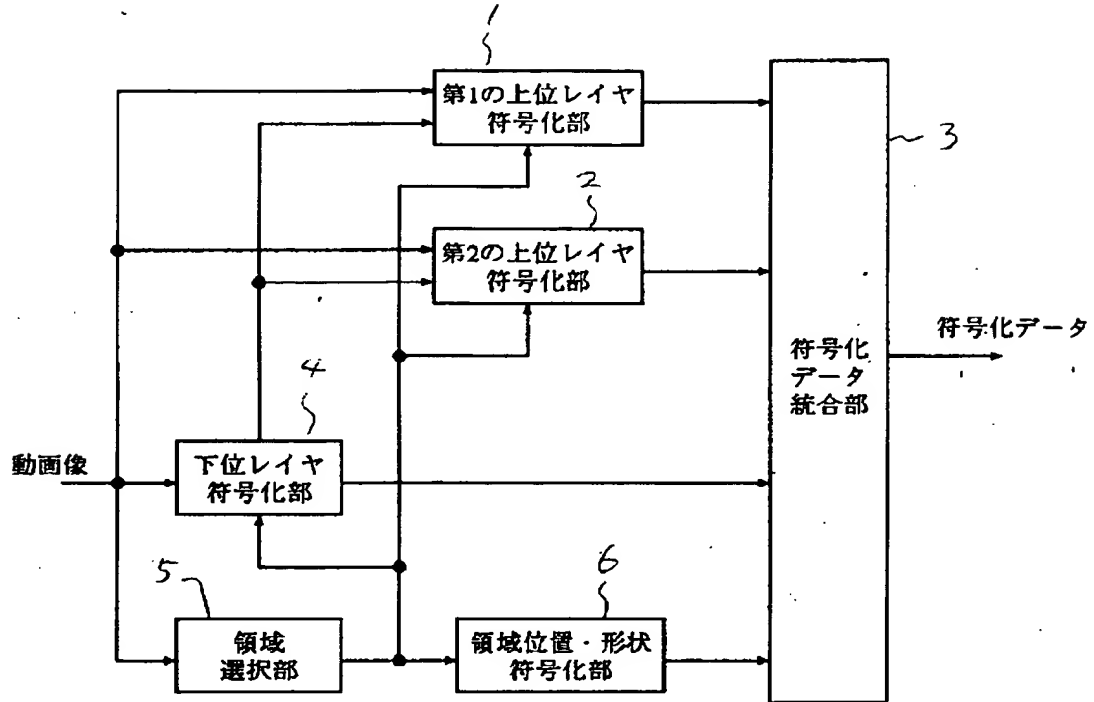 1
第1の上位レイヤ
符号化部
3
2
第2の上位レイヤ
符号化部
符号化データ
符号化
データ
統合部
4
動画像
下位レイヤ
符号化部
5
6
領域
選択部
領域位置・形状
符号化部